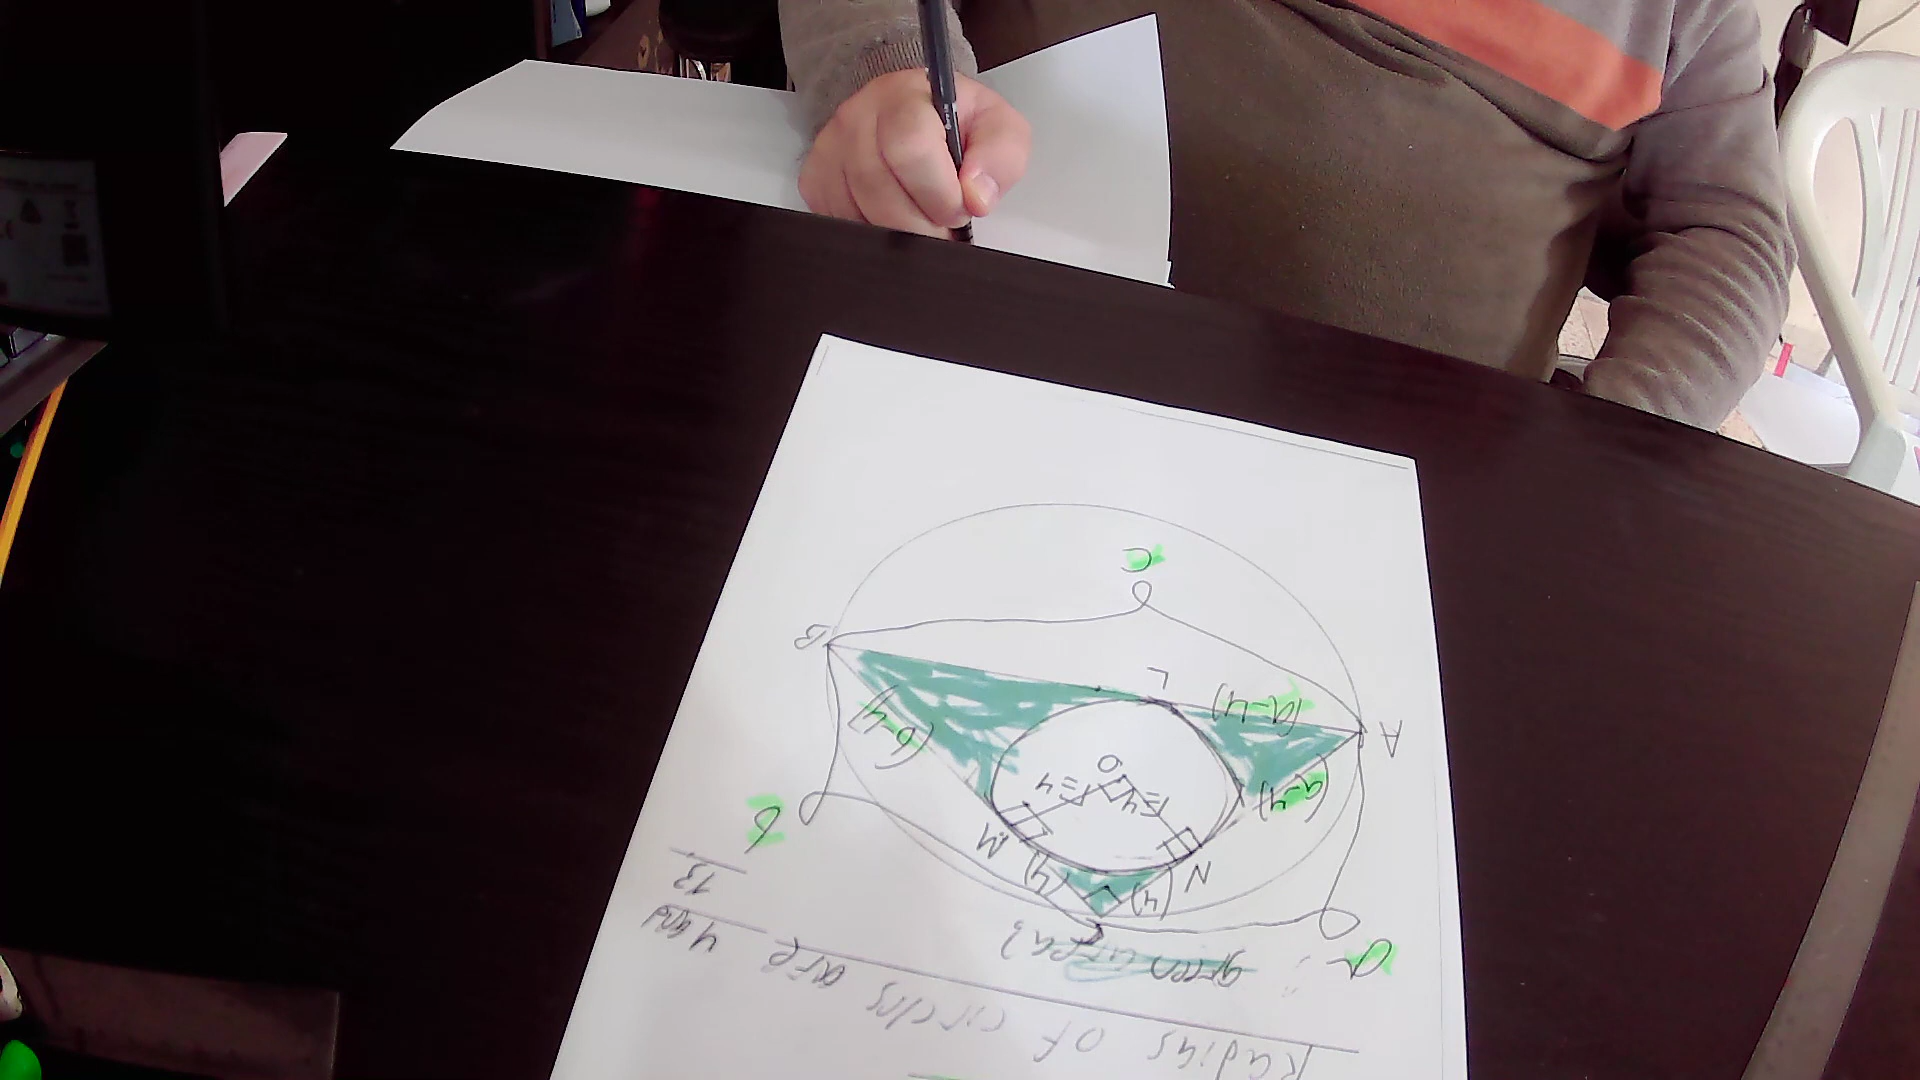 Radius of circles are 4 and
13
green area?
C
a
b
N
M
(4)
(4)
r=4
r=4
O
(a-4)
(b-4)
A
(a-4)
L
B
c